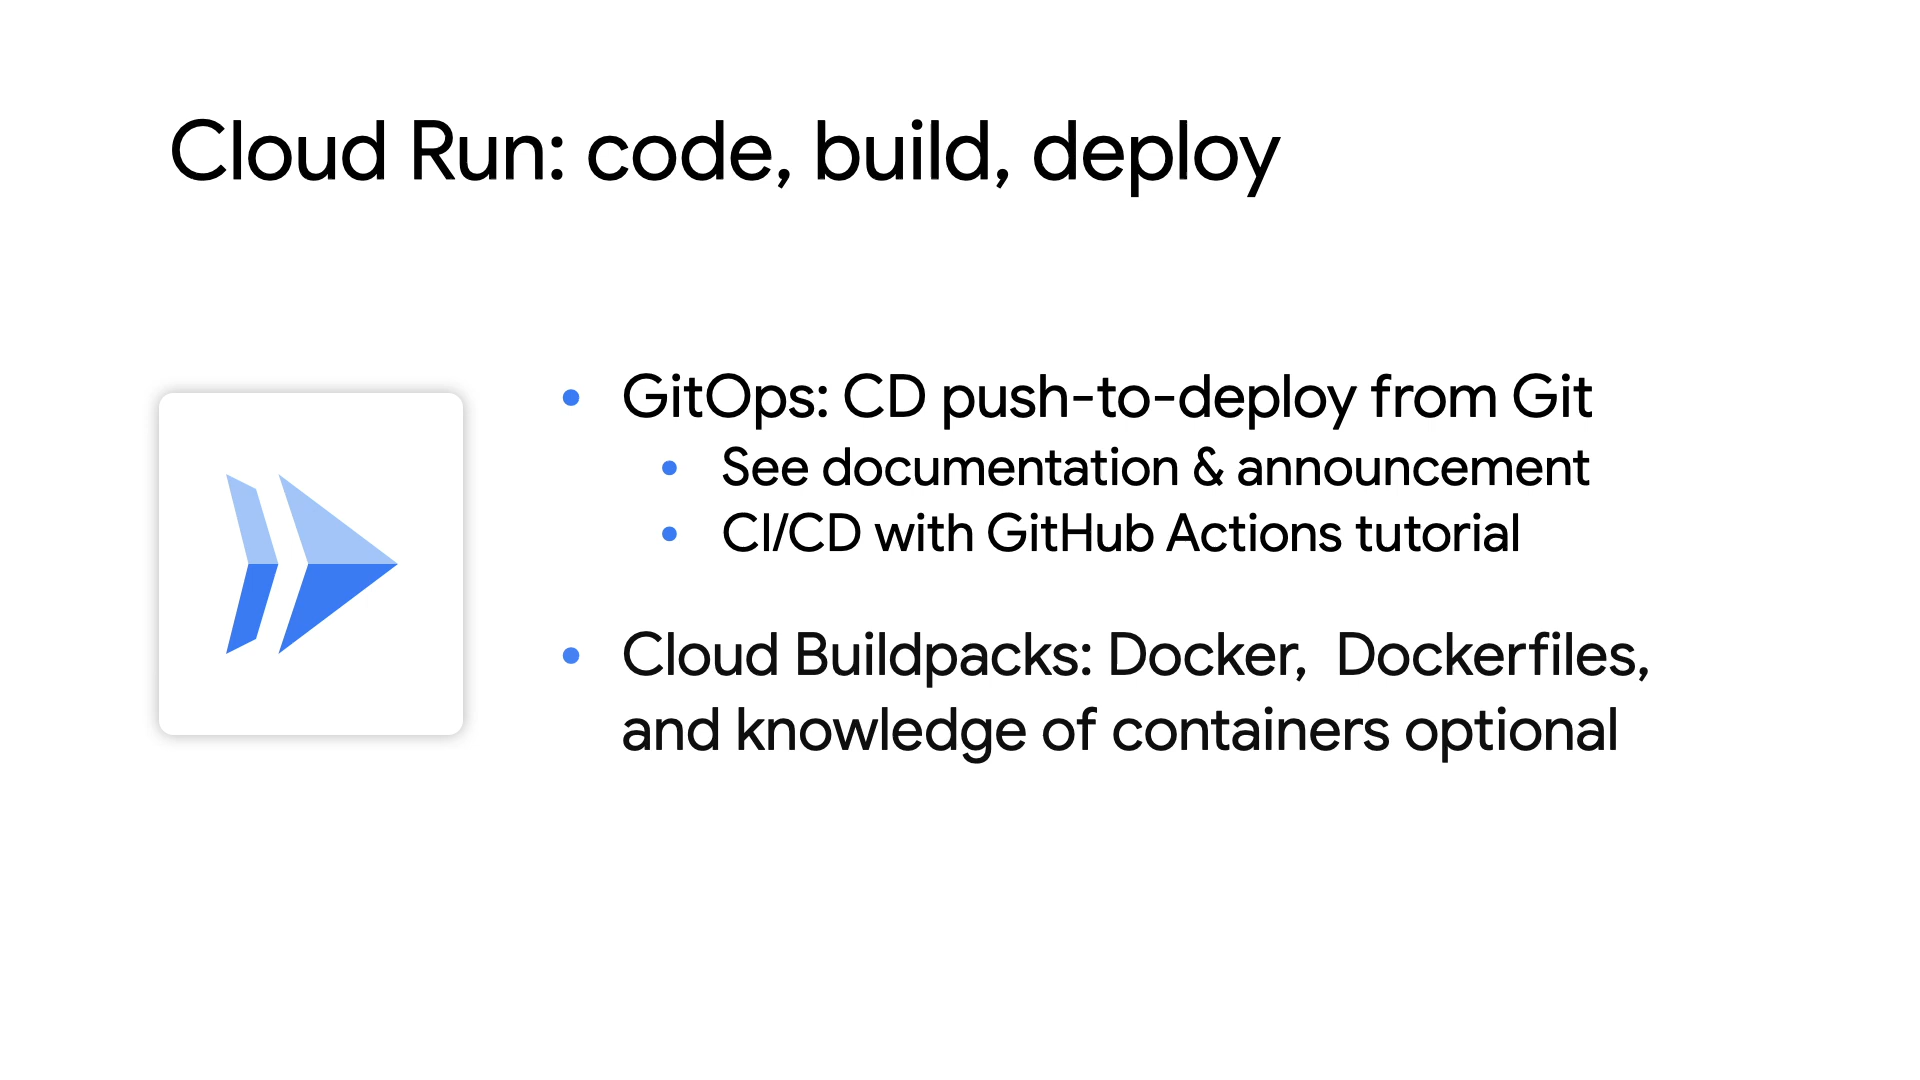 Cloud Run: code, build, deploy
• GitOps: CD push-to-deploy from Git
• See documentation & announcement
• CI/CD with GitHub Actions tutorial
• Cloud Buildpacks: Docker,  Dockerfiles,
and knowledge of containers optional